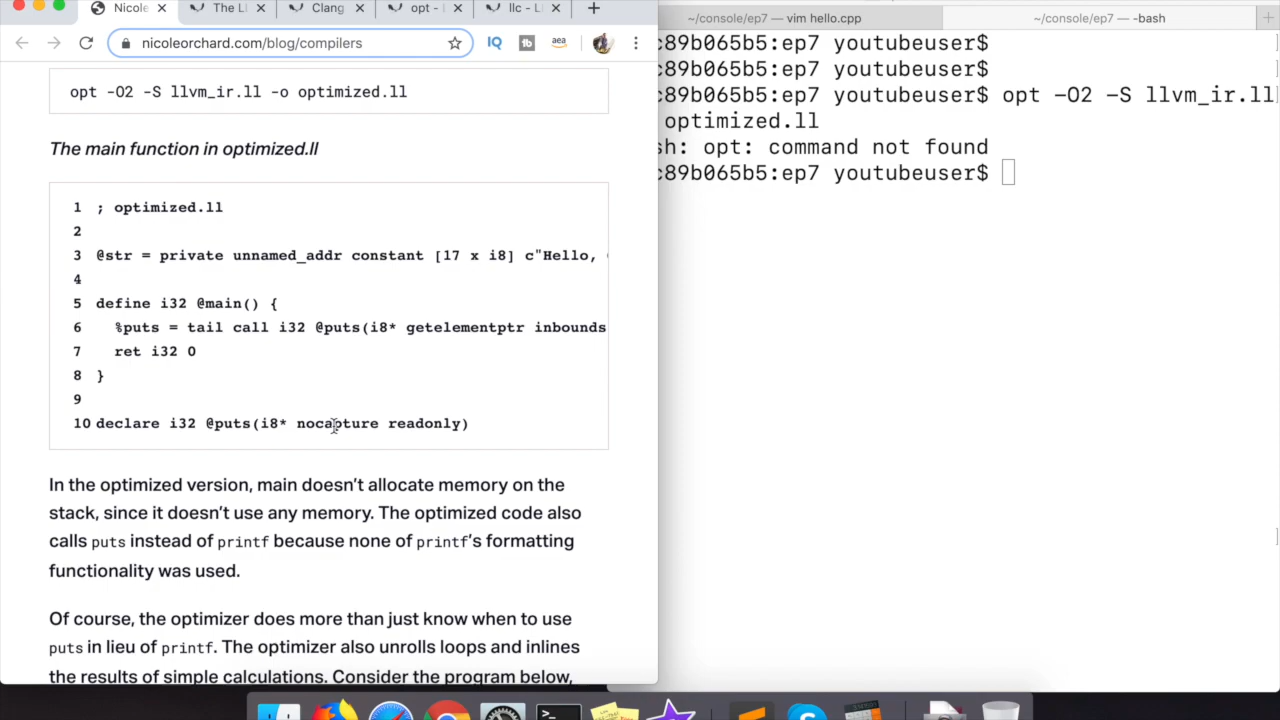 Nicole
The Ll
Clang
opt - l
llc - Ll
~/console/ep7 — vim hello.cpp
~/console/ep7 — -bash
nicoleorchard.com/blog/compilers
IQ
tb
aea
opt -O2 -S llvm_ir.ll -o optimized.ll
The main function in optimized.ll
1 ; optimized.ll
2
3 @str = private unnamed_addr constant [17 x i8] c"Hello,
4
5 define i32 @main() {
6 %puts = tail call i32 @puts(i8* getelementptr inbounds
7 ret i32 0
8 }
9
10 declare i32 @puts(i8* nocapture readonly)
In the optimized version, main doesn’t allocate memory on the
stack, since it doesn’t use any memory. The optimized code also
calls puts instead of printf because none of printf’s formatting
functionality was used.
Of course, the optimizer does more than just know when to use
puts in lieu of printf. The optimizer also unrolls loops and inlines
the results of simple calculations. Consider the program below,
c89b065b5:ep7 youtubeuser$
c89b065b5:ep7 youtubeuser$
c89b065b5:ep7 youtubeuser$ opt -O2 -S llvm_ir.ll
optimized.ll
sh: opt: command not found
c89b065b5:ep7 youtubeuser$